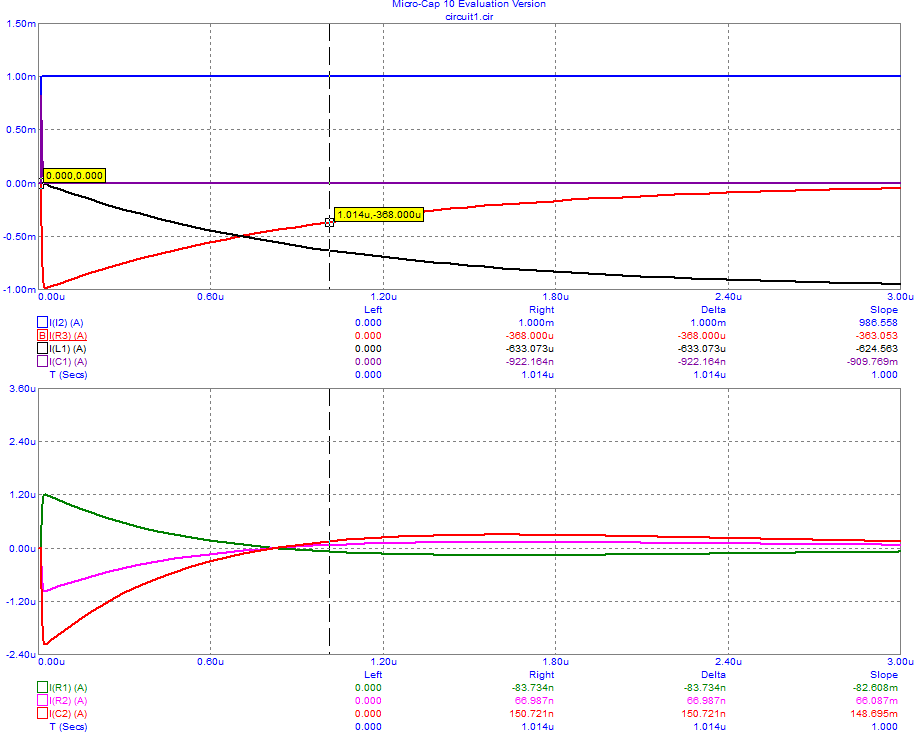 Micro-Cap 10 Evaluation Version
circuit1.cir
1.50m
1.00m
0.50m
0.000,0.000
0.00m
1.014u,-368.000u
-0.50m
-1.00m
0.00u 0.60u 1.20u 1.80u 2.40u 3.00u
Left Right Delta Slope
I(I2) (A) 0.000 1.000m 1.000m 986.558
B I(R3) (A) 0.000 -368.000u -368.000u -363.053
I(L1) (A) 0.000 -633.073u -633.073u -624.563
I(C1) (A) 0.000 -922.164n -922.164n -909.769m
T (Secs) 0.000 1.014u 1.014u 1.000
3.60u
2.40u
1.20u
0.00u
-1.20u
-2.40u
0.00u 0.60u 1.20u 1.80u 2.40u 3.00u
Left Right Delta Slope
I(R1) (A) 0.000 -83.734n -83.734n -82.608m
I(R2) (A) 0.000 66.987n 66.987n 66.087m
I(C2) (A) 0.000 150.721n 150.721n 148.695m
T (Secs) 0.000 1.014u 1.014u 1.000